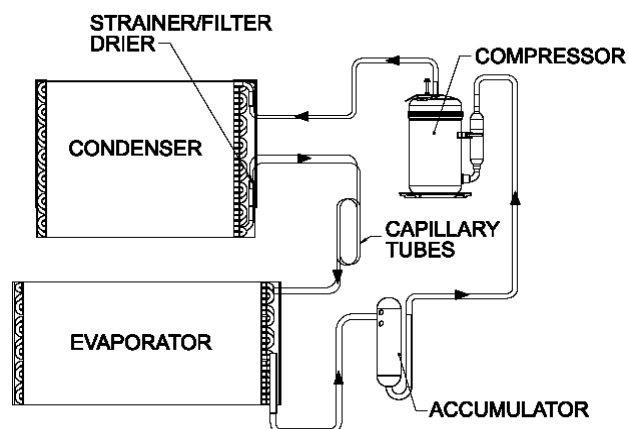 STRAINER/FILTER
DRIER
COMPRESSOR
CONDENSER
CAPILLARY
TUBES
EVAPORATOR
ACCUMULATOR